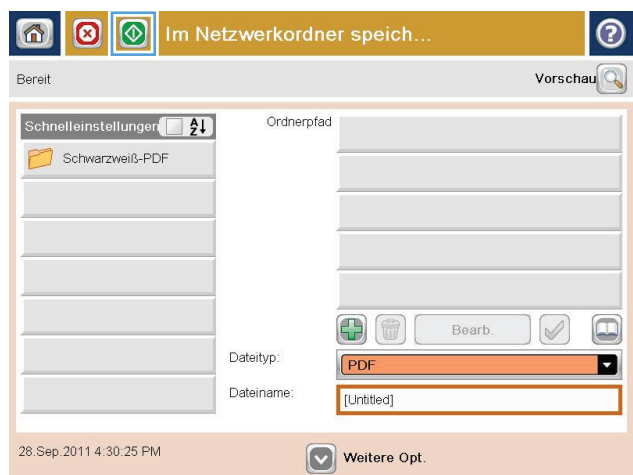 Im Netzwerkordner speich...
Bereit
Vorschau
Schnelleinstellungen
Schwarzweiß-PDF
Ordnerpfad
Bearb.
Dateityp:
PDF
Dateiname:
[Untitled]
28.Sep.2011 4:30:25 PM
Weitere Opt.